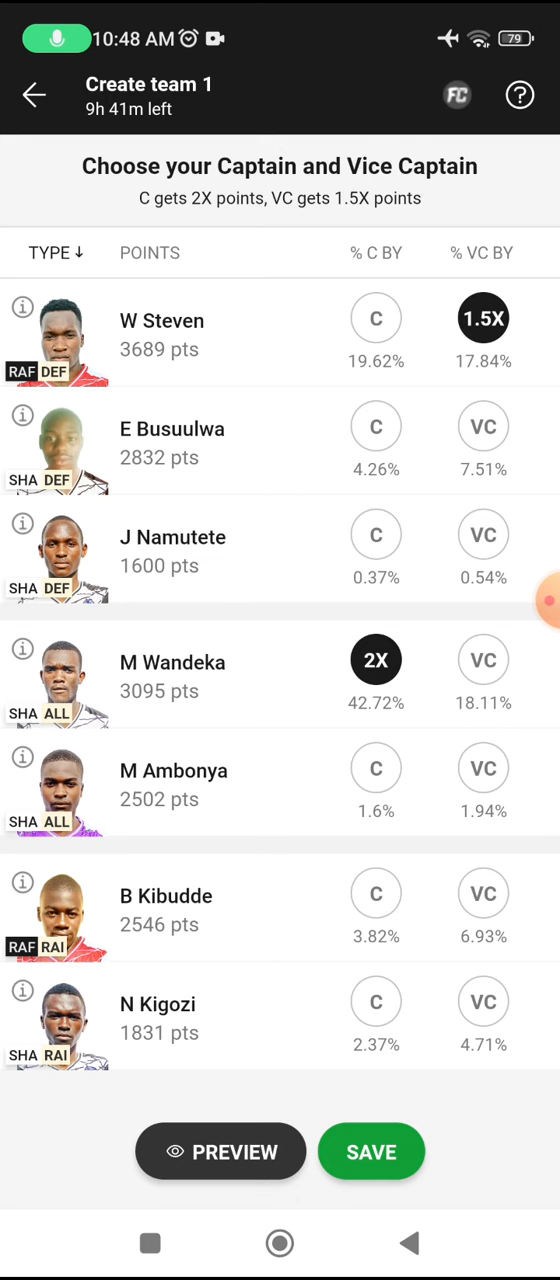 10:48 AM 79
Create team 1
9h 41m left
FC
?
Choose your Captain and Vice Captain
C gets 2X points, VC gets 1.5X points
TYPE ↓ POINTS % C BY % VC BY
W Steven C 1.5X
3689 pts 19.62% 17.84%
RAF DEF
E Busuulwa C VC
2832 pts 4.26% 7.51%
SHA DEF
J Namutete C VC
1600 pts 0.37% 0.54%
SHA DEF
M Wandeka 2X VC
3095 pts 42.72% 18.11%
SHA ALL
M Ambonya C VC
2502 pts 1.6% 1.94%
SHA ALL
B Kibudde C VC
2546 pts 3.82% 6.93%
RAF RAI
N Kigozi C VC
1831 pts 2.37% 4.71%
SHA RAI
PREVIEW SAVE